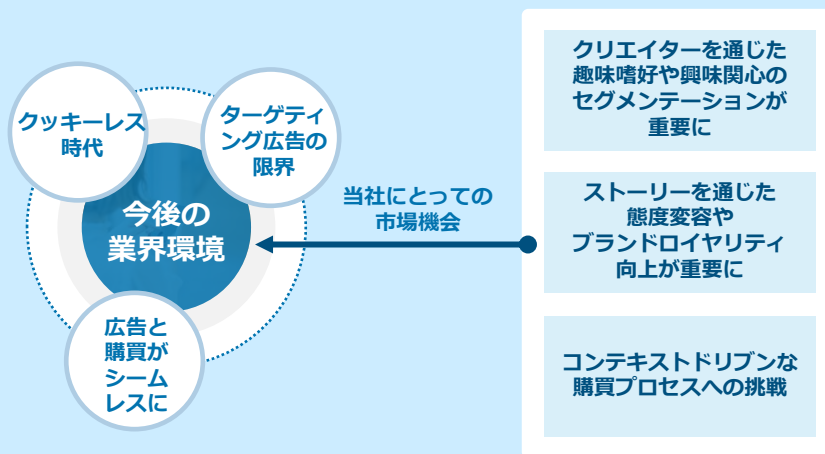 クッキーレス
時代
ターゲティ
ング広告の
限界
今後の
業界環境
広告と
購買が
シーム
レスに
当社にとっての
市場機会
クリエイターを通じた
趣味嗜好や興味関心の
セグメンテーションが
重要に
ストーリーを通じた
態度変容や
ブランドロイヤリティ
向上が重要に
コンテキストドリブンな
購買プロセスへの挑戦